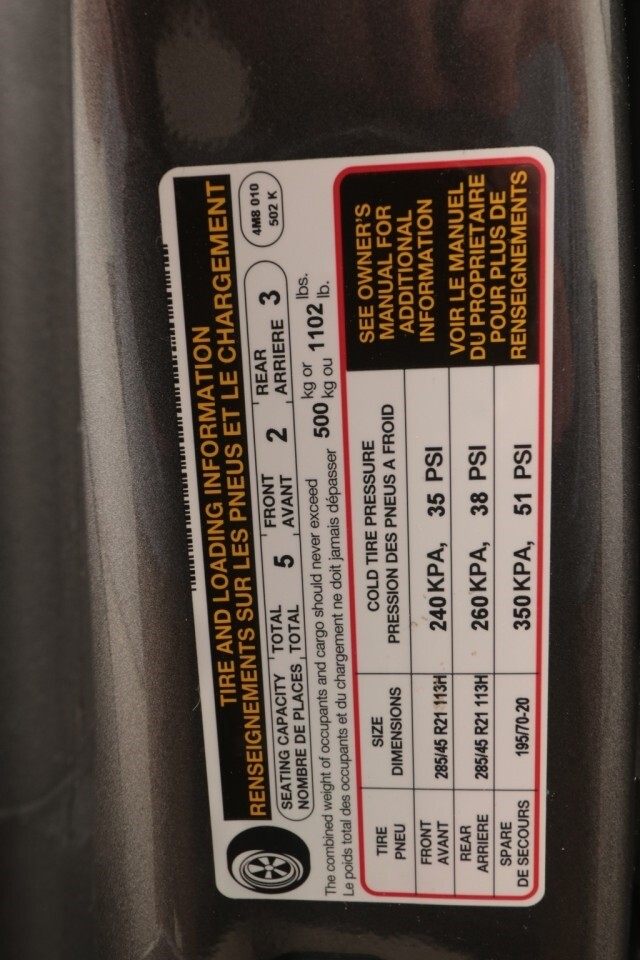 TIRE AND LOADING INFORMATION
RENSEIGNEMENTS SUR LES PNEUS ET LE CHARGEMENT
4M8 010
502 K
SEATING CAPACITY TOTAL 5 FRONT 2 REAR 3
NOMBRE DE PLACES TOTAL AVANT ARRIERE
The combined weight of occupants and cargo should never exceed 500 kg or 1102 lbs.
Le poids total des occupants et du chargement ne doit jamais dépasser kg ou lb.
TIRE SIZE COLD TIRE PRESSURE
PNEU DIMENSIONS PRESSION DES PNEUS A FROID
FRONT 285/45 R21 113H 240 KPA, 35 PSI
AVANT
REAR 285/45 R21 113H 260 KPA, 38 PSI
ARRIERE
SPARE 195/70-20 350 KPA, 51 PSI
DE SECOURS
SEE OWNER'S
MANUAL FOR
ADDITIONAL
INFORMATION
VOIR LE MANUEL
DU PROPRIETAIRE
POUR PLUS DE
RENSEIGNEMENTS